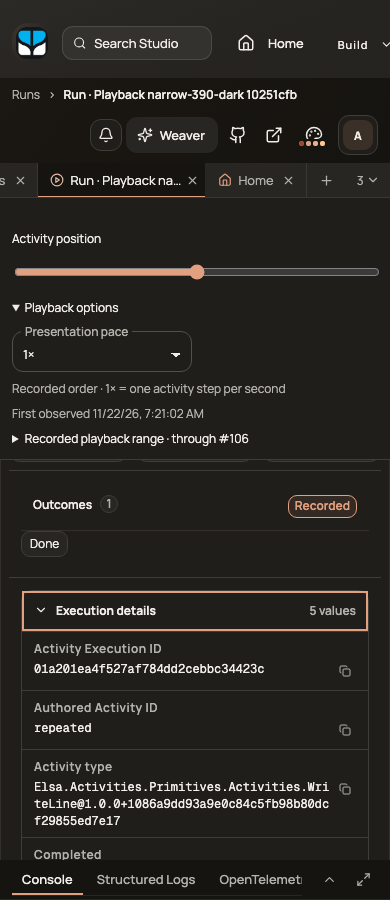 Search Studio
Home
Build
Runs › Run · Playback narrow-390-dark 10251cfb
Weaver
A
s
Run · Playback na...
Home
3
Activity position
Playback options
Presentation pace
1×
Recorded order · 1× = one activity step per second
First observed 11/22/26, 7:21:02 AM
Recorded playback range · through #106
Outcomes 1
Recorded
Done
Execution details
5 values
Activity Execution ID
01a201ea4f527af784dd2cebbc34423c
Authored Activity ID
repeated
Activity type
Elsa.Activities.Primitives.Activities.Wri
teLine@1.0.0+1086a9dd93a9e0c84c5fb98b80dc
f29855ed7e17
Completed
Console
Structured Logs
OpenTelemet